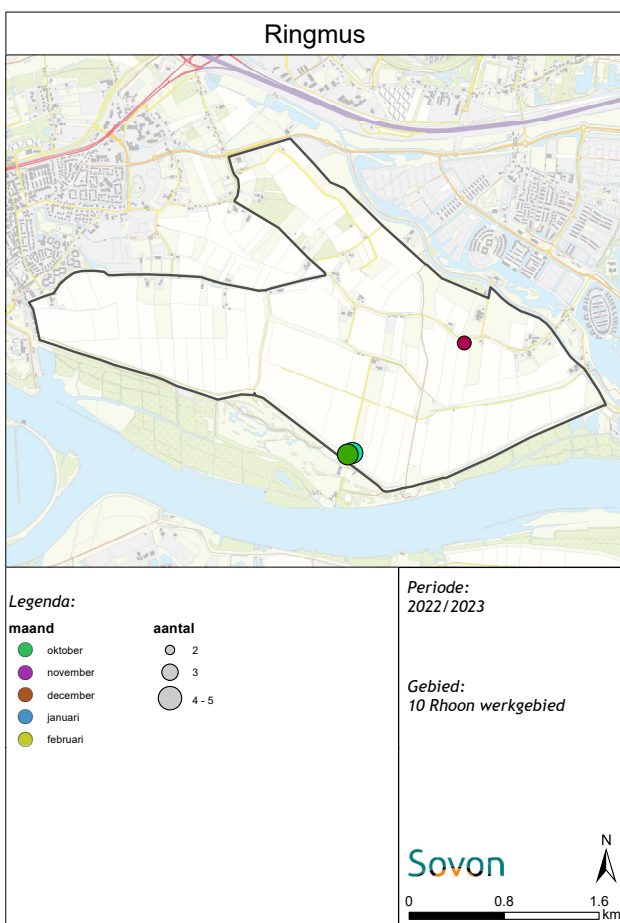 Ringmus
Legenda:
maand
oktober
november
december
januari
februari
aantal
2
3
4 - 5
Periode:
2022/2023
Gebied:
10 Rhoon werkgebied
Sovon
N
0 0.8 1.6
km